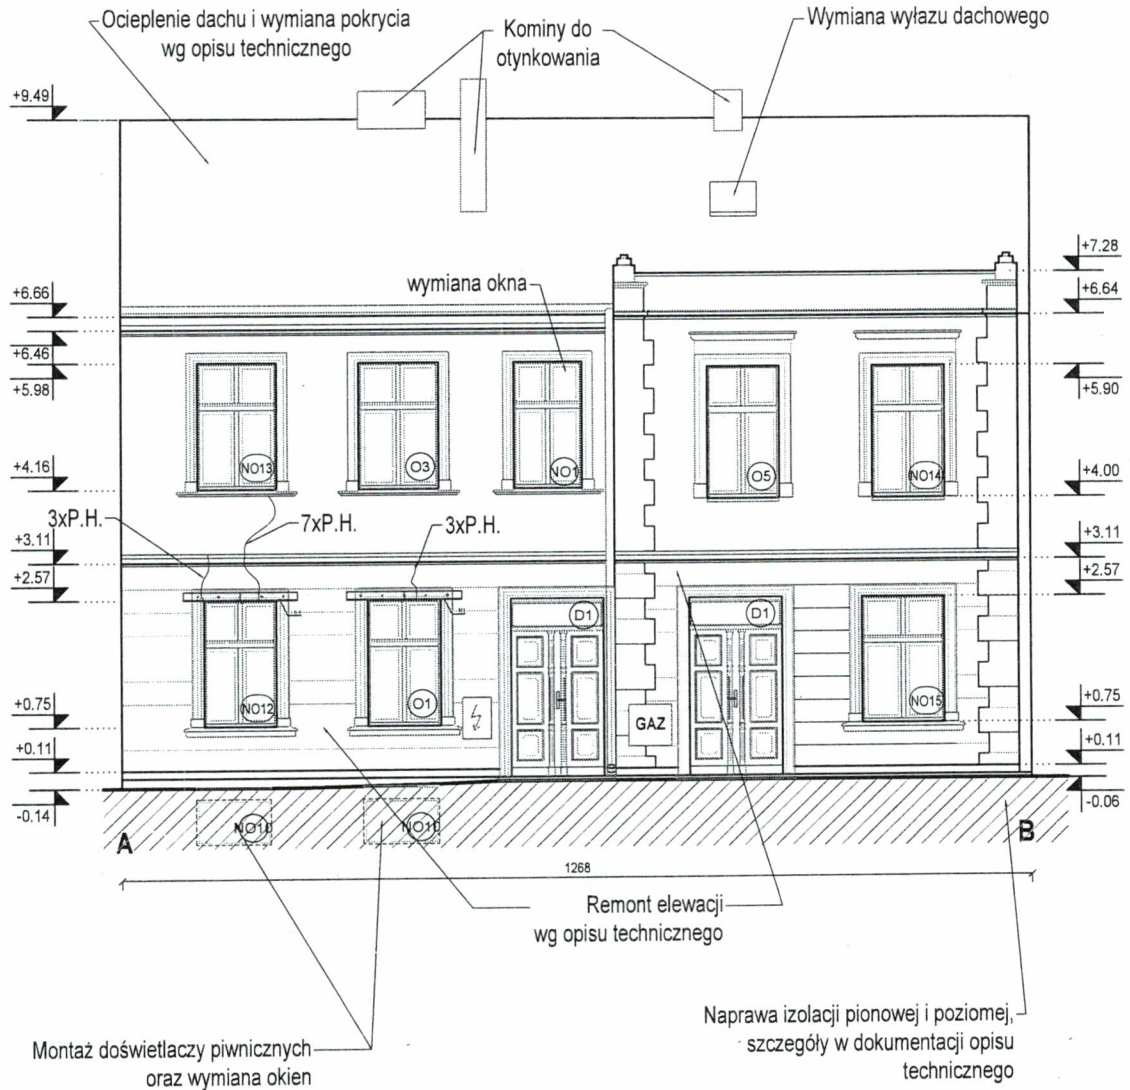 Ocieplenie dachu i wymiana pokrycia
wg opisu technicznego
Kominy do
otynkowania
Wymiana wyłazu dachowego
+9.49
+7.28
wymiana okna
+6.66
+6.64
+6.46
+5.98
+5.90
NO13
O3
NO1
O5
NO14
+4.16
+4.00
3xP.H.
7xP.H.
3xP.H.
+3.11
+3.11
+2.57
+2.57
D1
D1
NO12
O1
NO15
GAZ
+0.75
+0.75
+0.11
+0.11
-0.14
-0.06
NO10
NO10
A
B
1268
Remont elewacji
wg opisu technicznego
Naprawa izolacji pionowej i poziomej,
szczegóły w dokumentacji opisu
technicznego
Montaż doświetlaczy piwnicznych
oraz wymiana okien